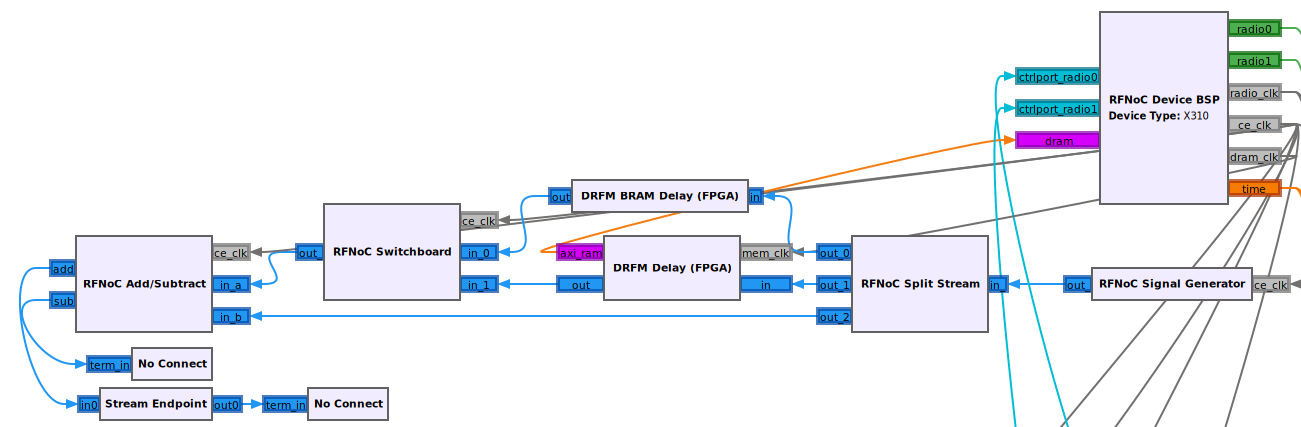 radio0
ctrlport_radio0
radio1
RFNoC Device BSP
radio_clk
ctrlport_radio1
Device Type: X310
ce_clk
dram
dram_clk
time
out
DRFM BRAM Delay (FPGA)
in
ce_clk
RFNoC Switchboard
out_
in_0
in_1
ce_clk
add
RFNoC Add/Subtract
in_a
sub
in_b
axi_ram
mem_clk
DRFM Delay (FPGA)
out
in
out_0
out_1
RFNoC Split Stream
in_
out_2
out_
RFNoC Signal Generator
ce_clk
term_in
No Connect
in0
Stream Endpoint
out0
term_in
No Connect